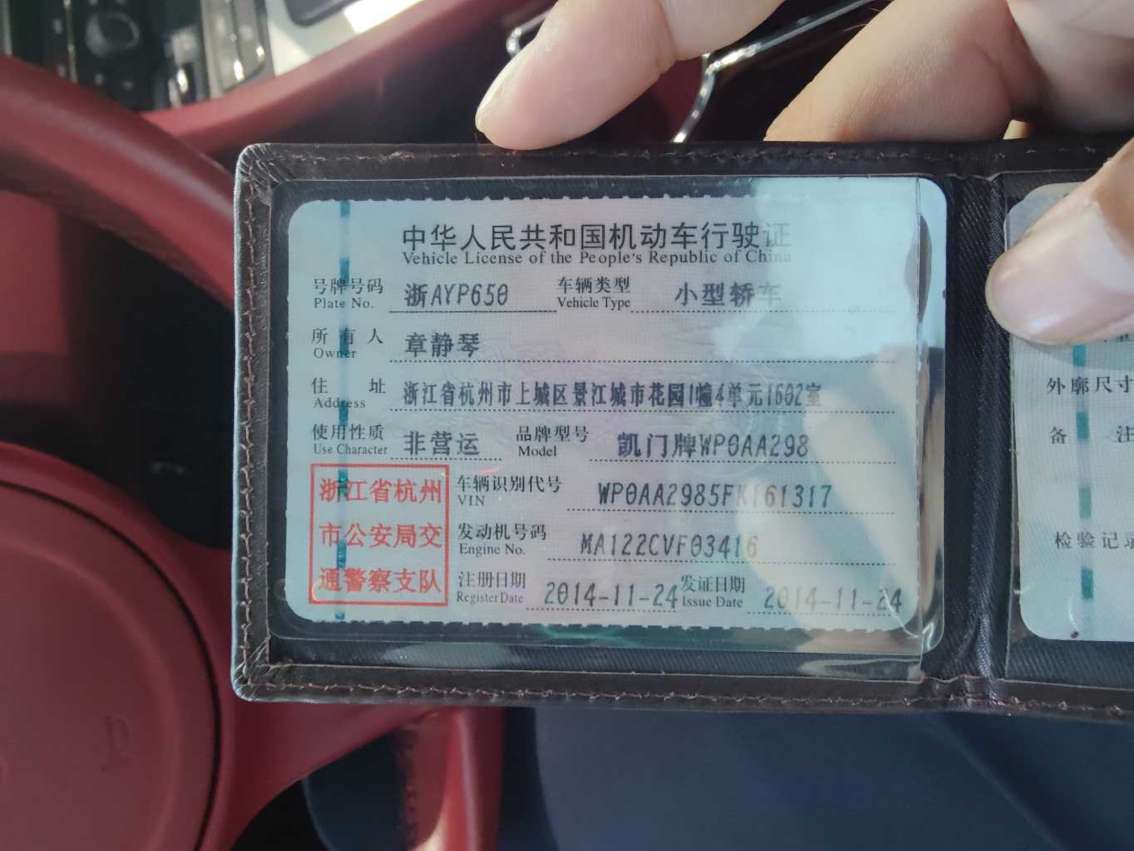 中华人民共和国机动车行驶证
Vehicle License of the People's Republic of China
号牌号码 浙AYP650 车辆类型 小型轿车
Plate No. Vehicle Type
所有人 章静琴
Owner
住址 浙江省杭州市上城区景江城市花园1幢4单元1602室
Address
使用性质 非营运 品牌型号 凯门牌WP0AA298
Use Character Model
浙江省杭州 车辆识别代号 WP0AA2985FK161317
VIN
市公安局交 发动机号码 MA122CVF03416
Engine No.
通警察支队 注册日期 2014-11-24 发证日期 2014-11-24
Register Date Issue Date
外廓尺寸
备注
检验记录